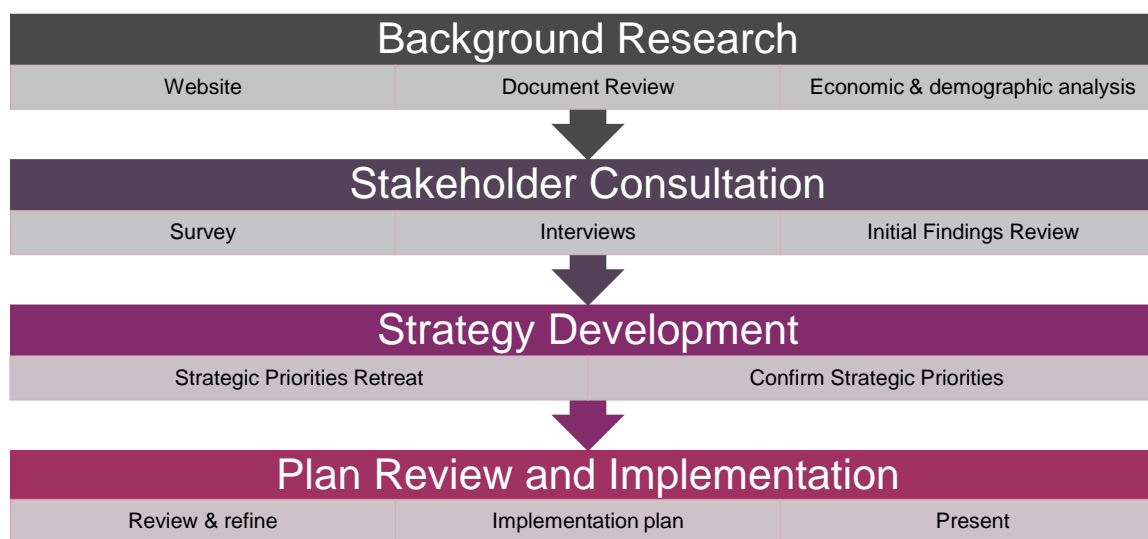 Background Research
Website
Document Review
Economic & demographic analysis
Stakeholder Consultation
Survey
Interviews
Initial Findings Review
Strategy Development
Strategic Priorities Retreat
Confirm Strategic Priorities
Plan Review and Implementation
Review & refine
Implementation plan
Present